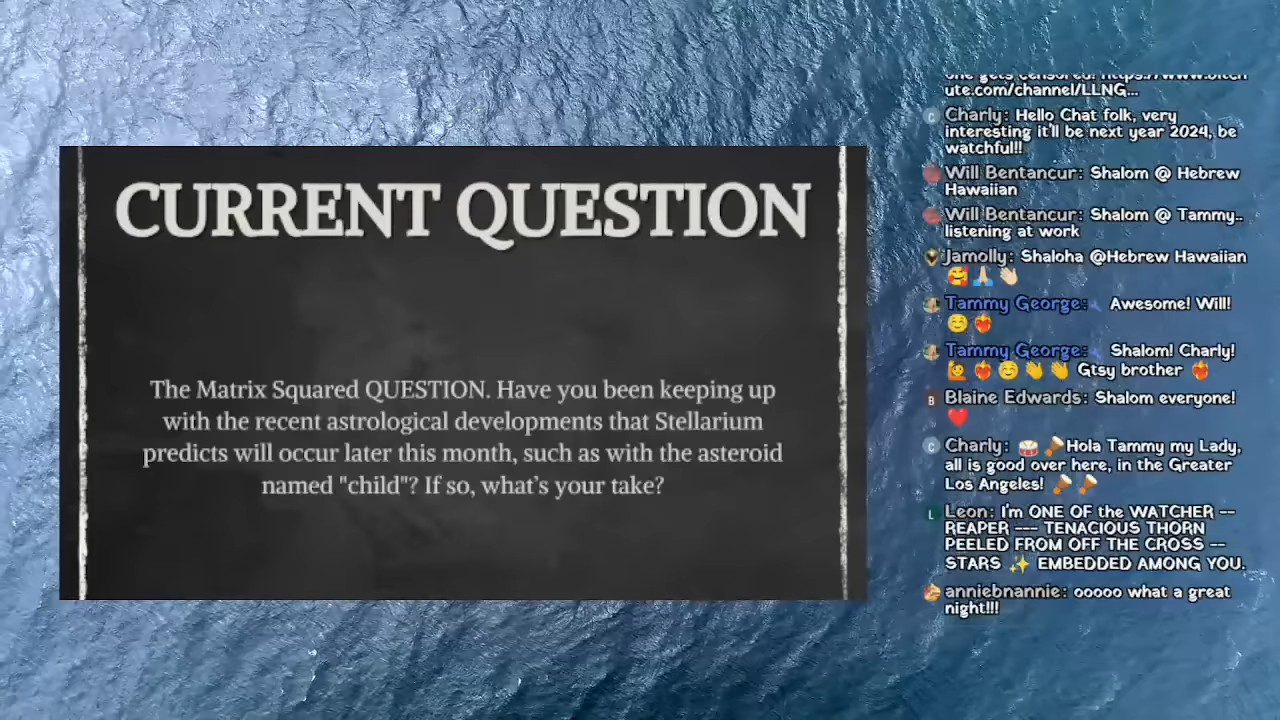 CURRENT QUESTION
The Matrix Squared QUESTION. Have you been keeping up
with the recent astrological developments that Stellarium
predicts will occur later this month, such as with the asteroid
named "child"? If so, what's your take?
one gets censored! https://www.bitch
ute.com/channel/LLNG...
Charly: Hello Chat folk, very
interesting it'll be next year 2024, be
watchful!!
Will Bentancur: Shalom @ Hebrew
Hawaiian
Will Bentancur: Shalom @ Tammy..
listening at work
Jamolly: Shaloha @Hebrew Hawaiian
🥰🙏🏻👋🏻
Tammy George: Awesome! Will!
☺️❤️‍🔥
Tammy George: Shalom! Charly!
🙋❤️‍🔥☺️👏👏 Gtsy brother ❤️‍🔥
B Blaine Edwards: Shalom everyone!
❤️
C Charly: 🥁 🪘Hola Tammy my Lady,
all is good over here, in the Greater
Los Angeles! 🪘 🪘
L Leon: I'm ONE OF the WATCHER --
REAPER --- TENACIOUS THORN
PEELED FROM OFF THE CROSS --
STARS ✨ EMBEDDED AMONG YOU.
anniebnannie: ooooo what a great
night!!!